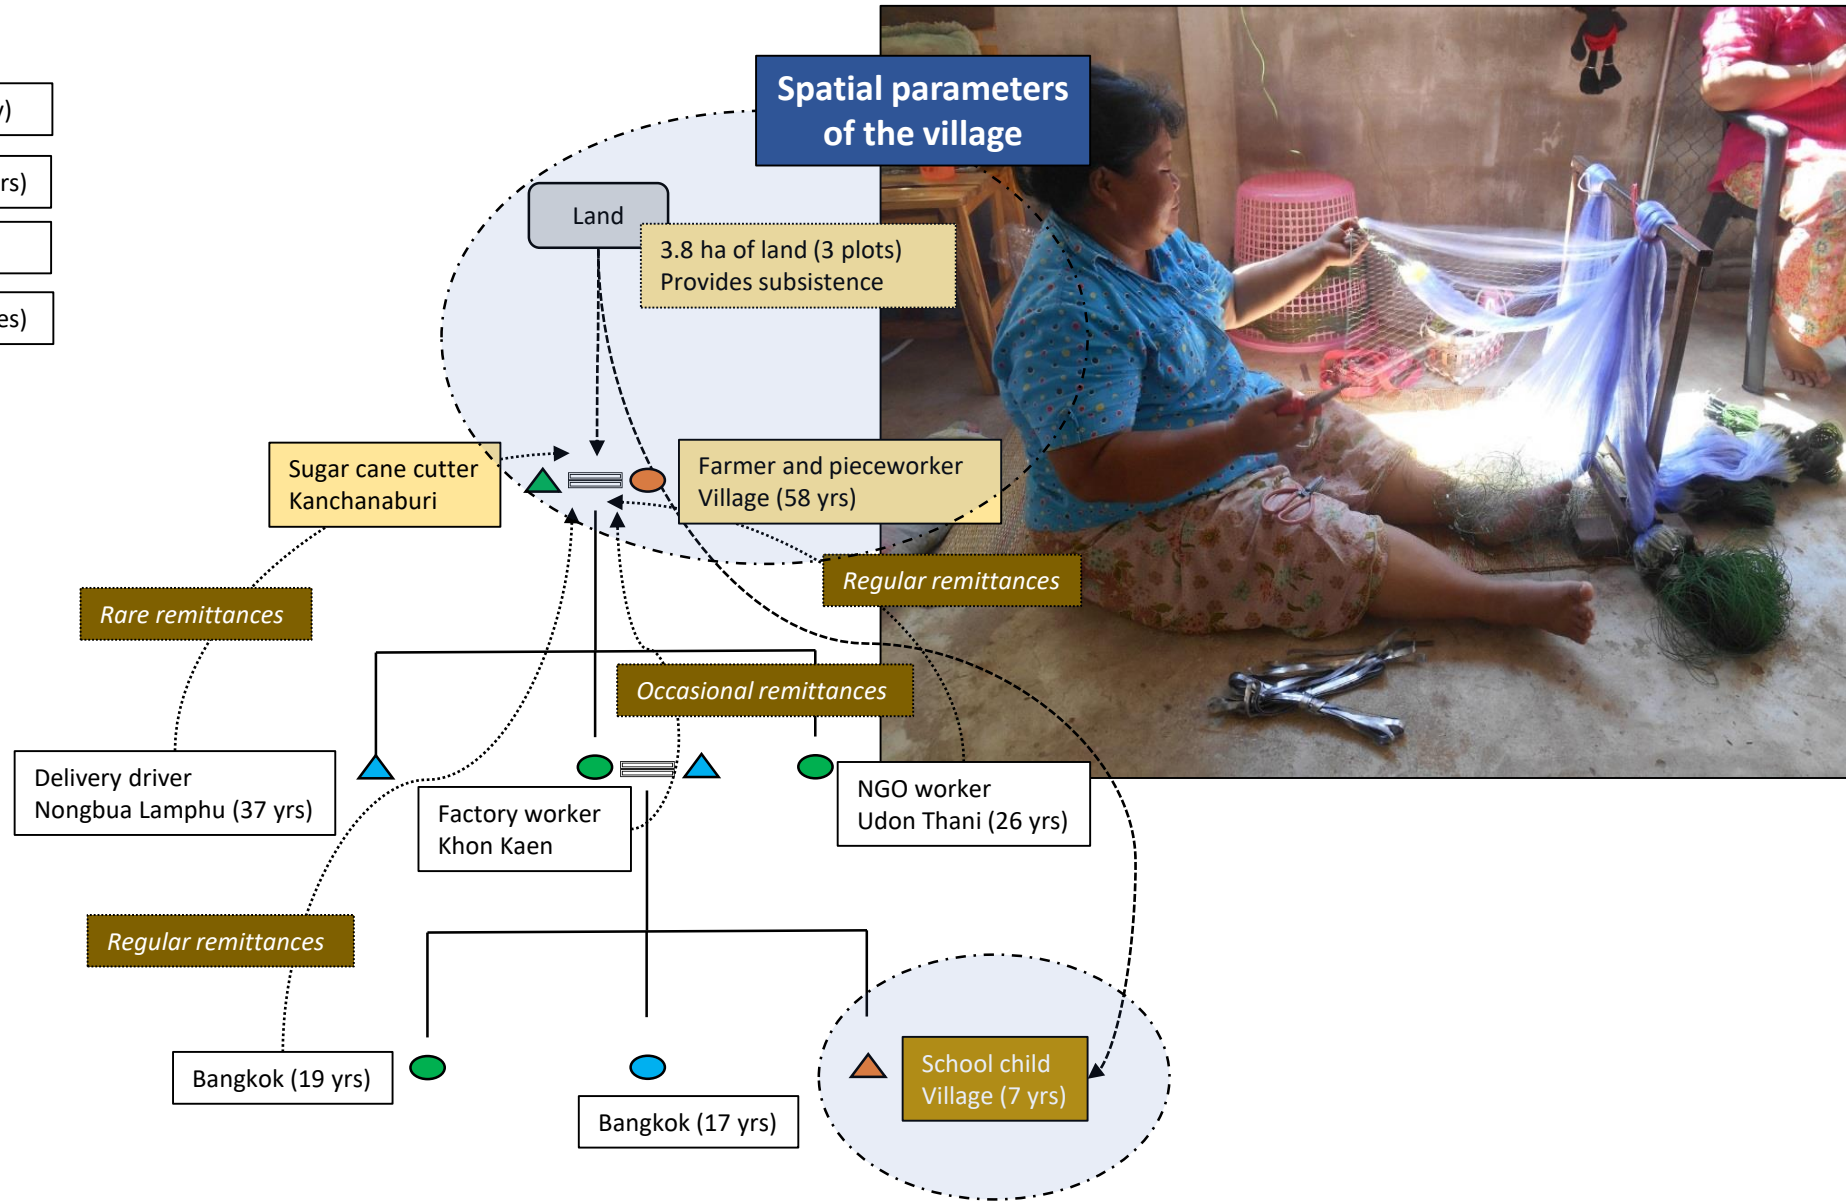 y)
rs)
es)
Spatial parameters
of the village
Land
3.8 ha of land (3 plots)
Provides subsistence
Sugar cane cutter
Kanchanaburi
Farmer and pieceworker
Village (58 yrs)
Regular remittances
Rare remittances
Occasional remittances
Delivery driver
Nongbua Lamphu (37 yrs)
Factory worker
Khon Kaen
NGO worker
Udon Thani (26 yrs)
Regular remittances
Bangkok (19 yrs)
School child
Village (7 yrs)
Bangkok (17 yrs)